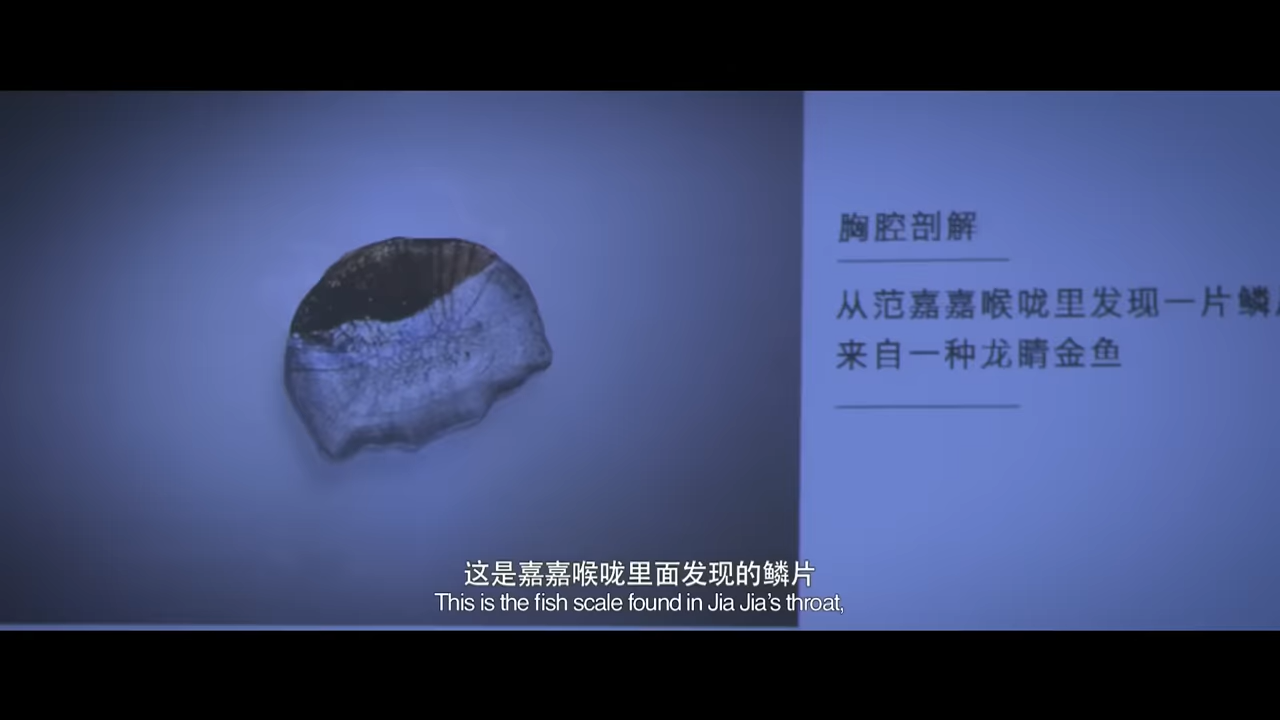 胸腔剖解
从范嘉嘉喉咙里发现一片鳞
来自一种龙睛金鱼
这是嘉嘉喉咙里面发现的鳞片
This is the fish scale found in Jia Jia's throat,